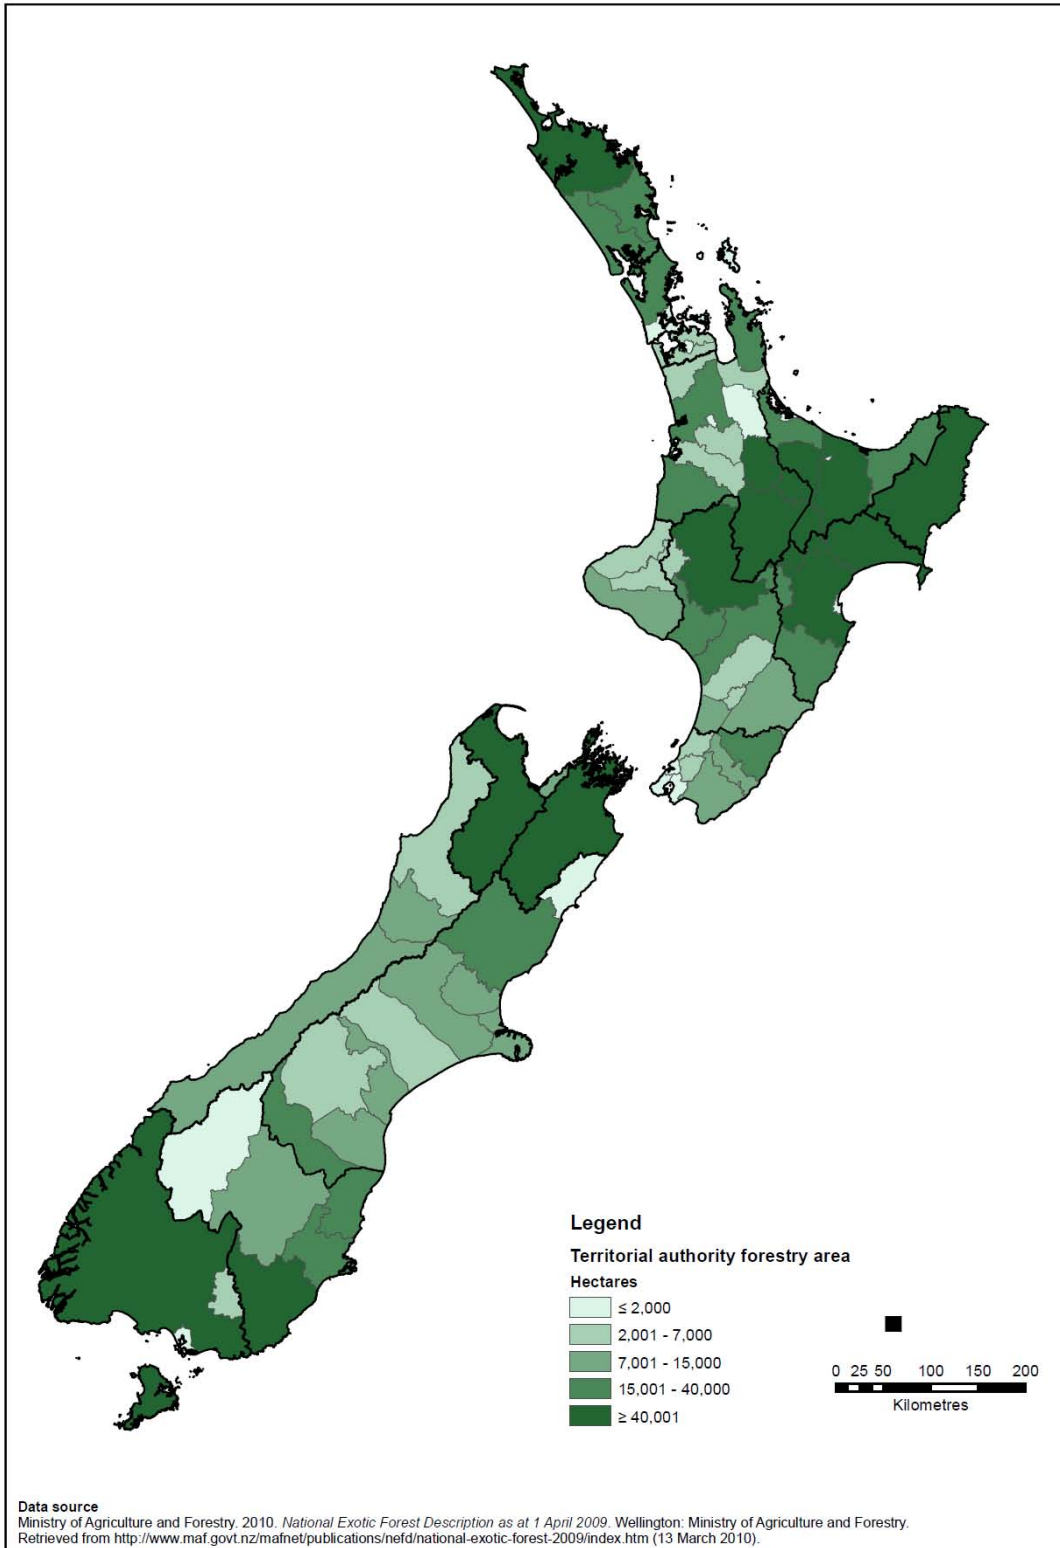 Legend
Territorial authority forestry area
Hectares
≤ 2,000
2,001 - 7,000
7,001 - 15,000
15,001 - 40,000
≥ 40,001
0 25 50 100 150 200
Kilometres
Data source
Ministry of Agriculture and Forestry. 2010. National Exotic Forest Description as at 1 April 2009. Wellington: Ministry of Agriculture and Forestry.
Retrieved from http://www.maf.govt.nz/mafnet/publications/nefd/national-exotic-forest-2009/index.htm (13 March 2010).